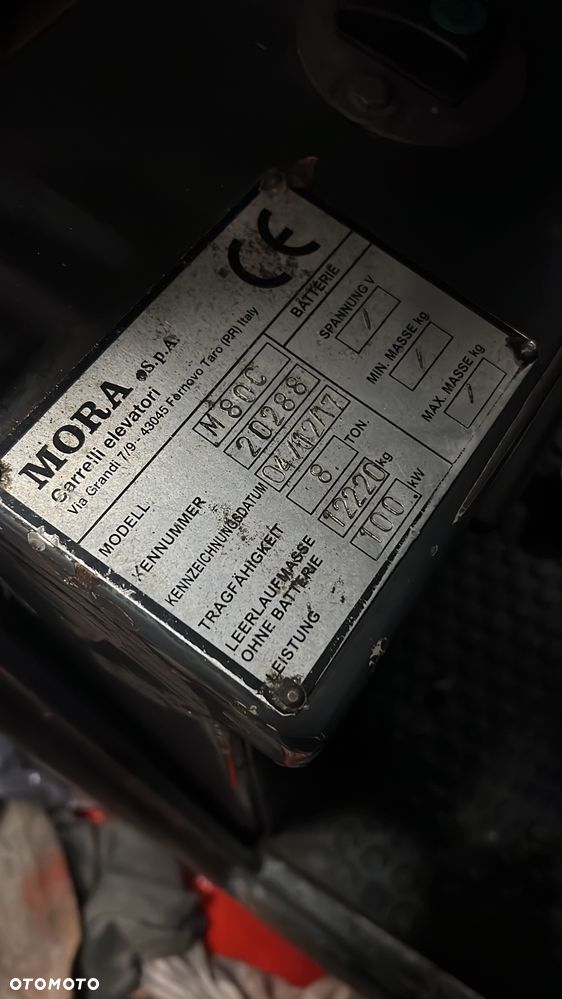 MORA S.p.A.
CE
Carrelli elevatori
Via Grandi 7/9 - 43045 Fornovo Taro (PR) Italy
MODELL M80C
KENNUMMER 20288
KENNZEICHNUNGSDATUM 04/02/17
TRAGFÄHIGKEIT 8 TON.
LEERLAUFMASSE
OHNE BATTERIE 12220 kg
LEISTUNG 100. kW
BATTERIE
SPANNUNG V /
MIN. MASSE kg /
MAX. MASSE kg /
OTOMOTO